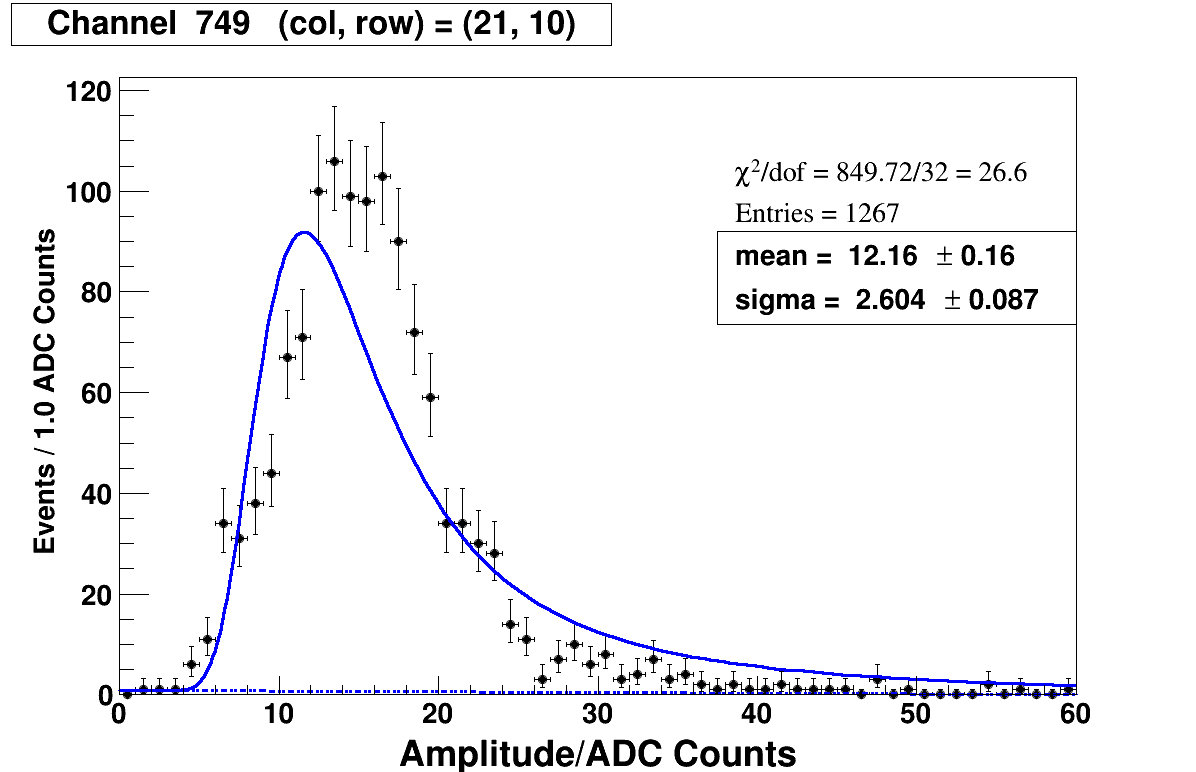 Channel 749 (col, row) = (21, 10)
χ²/dof = 849.72/32 = 26.6
Entries = 1267
mean = 12.16 ± 0.16
sigma = 2.604 ± 0.087
Events / 1.0 ADC Counts
120
100
80
60
40
20
0
0 10 20 30 40 50 60
Amplitude/ADC Counts